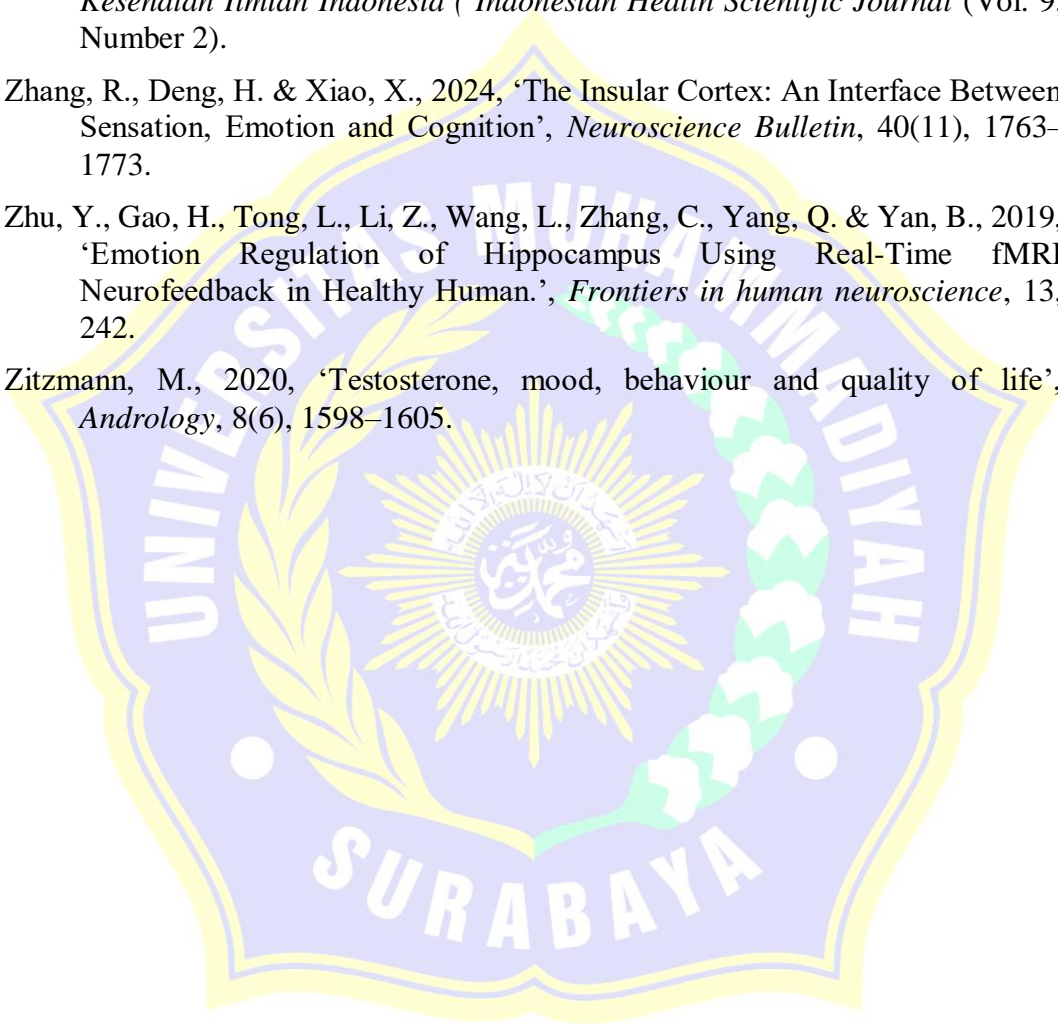 Kesehatan Ilmiah Indonesia ( Indonesian Health Scientific Journal (Vol. 9,
Number 2).
Zhang, R., Deng, H. & Xiao, X., 2024, ‘The Insular Cortex: An Interface Between
Sensation, Emotion and Cognition’, Neuroscience Bulletin, 40(11), 1763–
1773.
Zhu, Y., Gao, H., Tong, L., Li, Z., Wang, L., Zhang, C., Yang, Q. & Yan, B., 2019,
‘Emotion Regulation of Hippocampus Using Real-Time fMRI
Neurofeedback in Healthy Human.’, Frontiers in human neuroscience, 13,
242.
Zitzmann, M., 2020, ‘Testosterone, mood, behaviour and quality of life’,
Andrology, 8(6), 1598–1605.
UNIVERSITAS MUHAMMADIYAH
SURABAYA